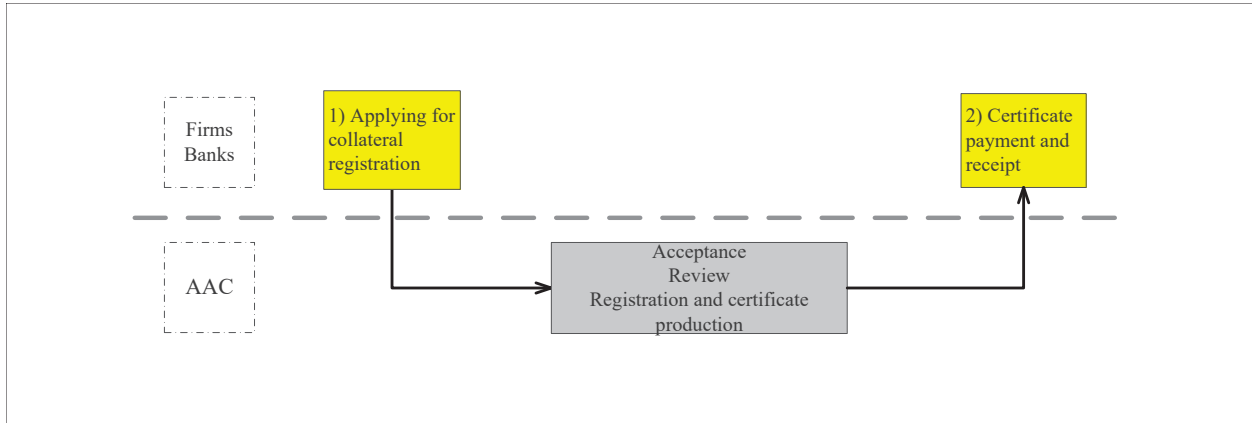 Firms
Banks
1) Applying for
collateral
registration
2) Certificate
payment and
receipt
AAC
Acceptance
Review
Registration and certificate
production